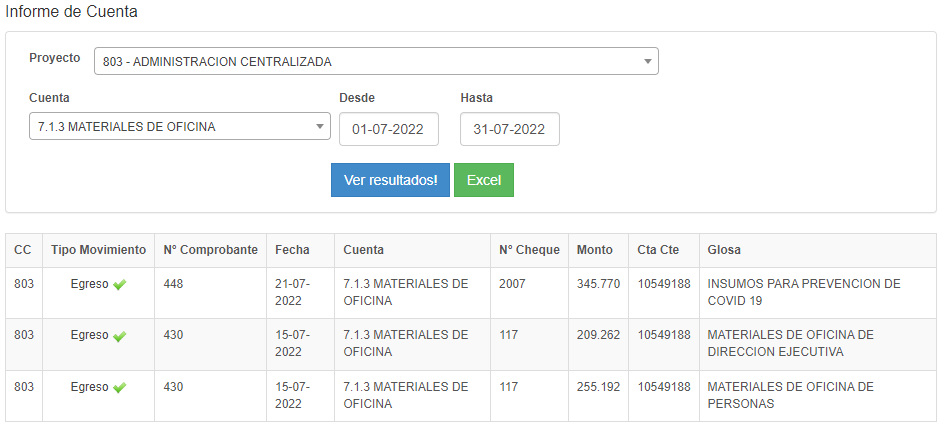 Informe de Cuenta
Proyecto
803 - ADMINISTRACION CENTRALIZADA
Cuenta Desde Hasta
7.1.3 MATERIALES DE OFICINA 01-07-2022 31-07-2022
Ver resultados! Excel
CC Tipo Movimiento Nº Comprobante Fecha Cuenta Nº Cheque Monto Cta Cte Glosa
803 Egreso 448 21-07- 7.1.3 MATERIALES DE 2007 345.770 10549188 INSUMOS PARA PREVENCION DE
2022 OFICINA COVID 19
803 Egreso 430 15-07- 7.1.3 MATERIALES DE 117 209.262 10549188 MATERIALES DE OFICINA DE
2022 OFICINA DIRECCION EJECUTIVA
803 Egreso 430 15-07- 7.1.3 MATERIALES DE 117 255.192 10549188 MATERIALES DE OFICINA DE
2022 OFICINA PERSONAS